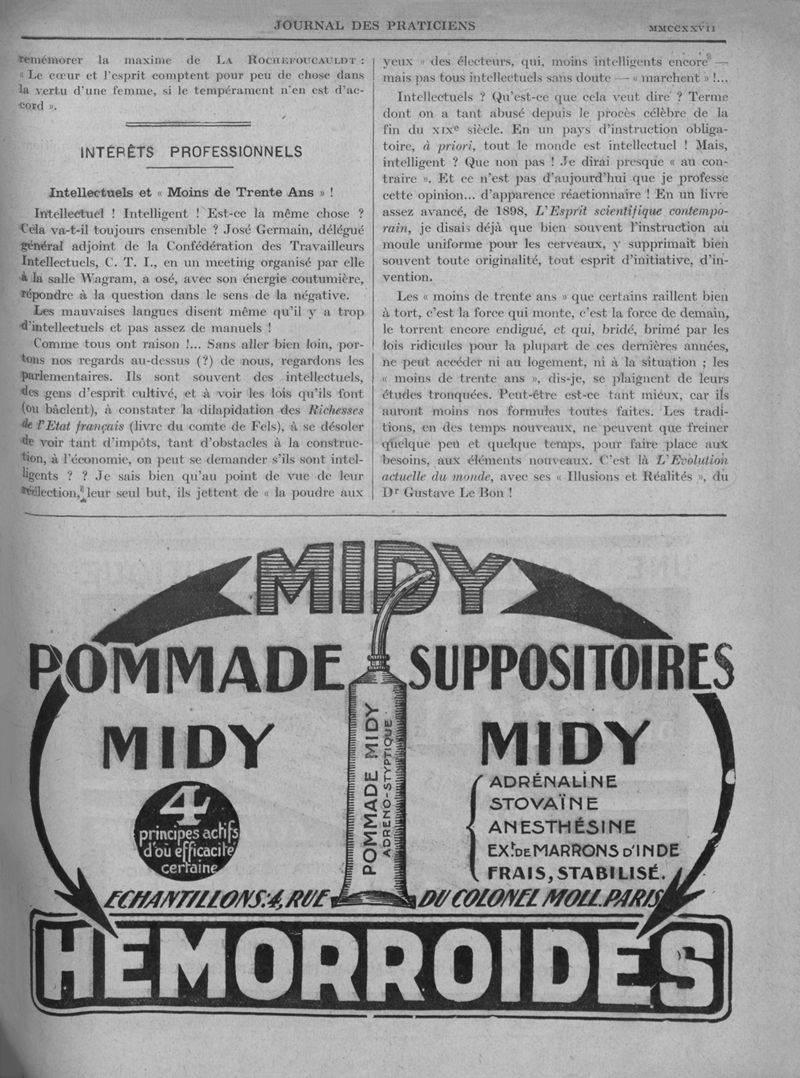 JOURNAL DES PRATICIENS
MMCCXXVII
remémorer la maxime de LA ROCHEFOUCAULDT :
« Le cœur et l'esprit comptent pour peu de chose dans
la vertu d'une femme, si le tempérament n'en est d'ac-
cord ».
INTÉRÊTS PROFESSIONNELS
Intellectuels et « Moins de Trente Ans » !
Intellectuel ! Intelligent ! Est-ce la même chose ?
Cela va-t-il toujours ensemble ? José Germain, délégué
général adjoint de la Confédération des Travailleurs
Intellectuels, C. T. I., en un meeting organisé par elle
à la salle Wagram, a osé, avec son énergie coutumière,
répondre à la question dans le sens de la négative.
Les mauvaises langues disent même qu'il y a trop
d'intellectuels et pas assez de manuels !
Comme tous ont raison !... Sans aller bien loin, por-
tons nos regards au-dessus (?) de nous, regardons les
parlementaires. Ils sont souvent des intellectuels,
des gens d'esprit cultivé, et à voir les lois qu'ils font
(ou bâclent), à constater la dilapidation des Richesses
de l'Etat français (livre du comte de Fels), à se désoler
de voir tant d'impôts, tant d'obstacles à la construc-
tion, à l'économie, on peut se demander s'ils sont intel-
ligents ? ? Je sais bien qu'au point de vue de leur
réélection, leur seul but, ils jettent de « la poudre aux
yeux » des électeurs, qui, moins intelligents encore —
mais pas tous intellectuels sans doute — « marchent » !...
Intellectuels ? Qu'est-ce que cela veut dire ? Terme
dont on a tant abusé depuis le procès célèbre de la
fin du XIXe siècle. En un pays d'instruction obliga-
toire, à priori, tout le monde est intellectuel ! Mais,
intelligent ? Que non pas ! Je dirai presque « au con-
traire ». Et ce n'est pas d'aujourd'hui que je professe
cette opinion... d'apparence réactionnaire ! En un livre
assez avancé, de 1898, L'Esprit scientifique contempo-
rain, je disais déjà que bien souvent l'instruction au
moule uniforme pour les cerveaux, y supprimait bien
souvent toute originalité, tout esprit d'initiative, d'in-
vention.
Les « moins de trente ans » que certains raillent bien
à tort, c'est la force qui monte, c'est la force de demain,
le torrent encore endigué, et qui, bridé, brimé par les
lois ridicules pour la plupart de ces dernières années,
ne peut accéder ni au logement, ni à la situation ; les
« moins de trente ans », dis-je, se plaignent de leurs
études tronquées. Peut-être est-ce tant mieux, car ils
auront moins nos formules toutes faites. Les tradi-
tions, en des temps nouveaux, ne peuvent que freiner
quelque peu et quelque temps, pour faire place aux
besoins, aux éléments nouveaux. C'est là L'Evolution
actuelle du monde, avec ses « Illusions et Réalités », du
Dr Gustave Le Bon !
MIDY
POMMADE
MIDY
4
principes actifs
d'où efficacité
certaine
POMMADE MIDY
ADRENO-STYPTIQUE
SUPPOSITOIRES
MIDY
ADRÉNALINE
STOVAÏNE
ANESTHÉSINE
EXt. DE MARRONS D'INDE
FRAIS, STABILISÉ.
ECHANTILLONS: 4, RUE DU COLONEL MOLL. PARIS
HEMORROIDES